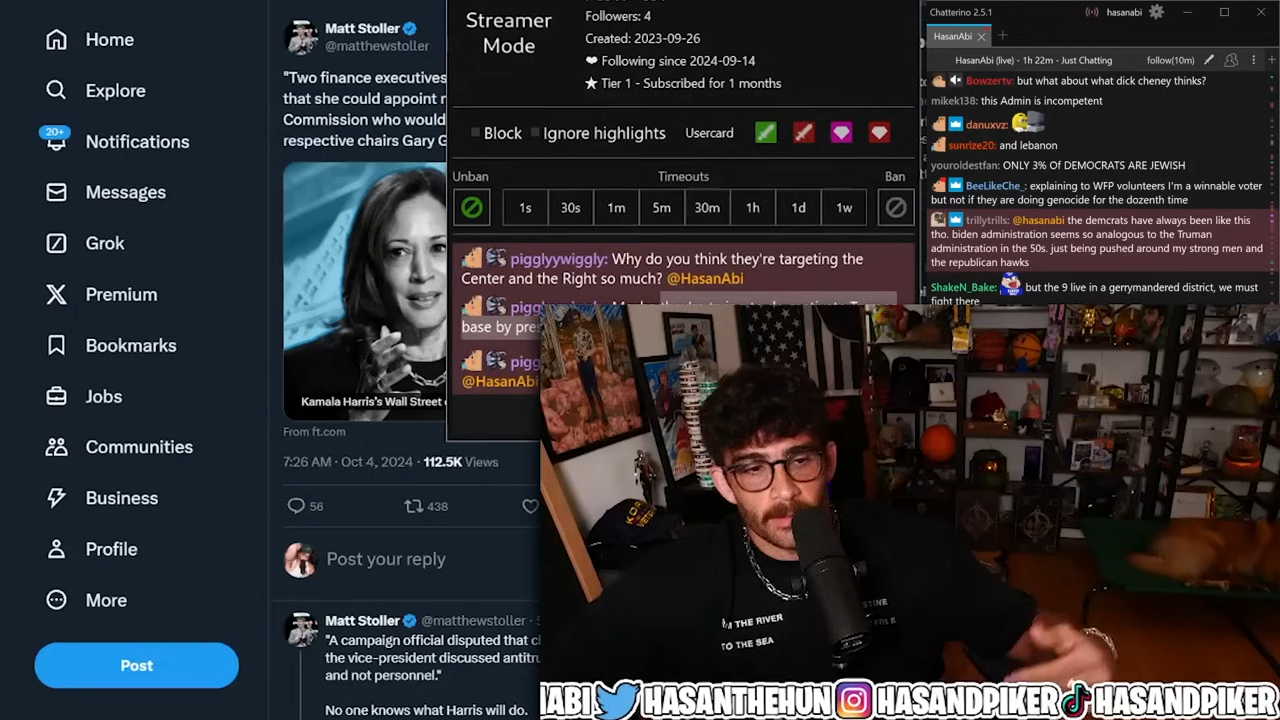 Home
Explore
20+
Notifications
Messages
Grok
Premium
Bookmarks
Jobs
Communities
Business
Profile
More
Post
Matt Stoller
@matthewstoller
"Two finance executives
that she could appoint
Commission who would
respective chairs Gary G
Kamala Harris's Wall Street
From ft.com
7:26 AM · Oct 4, 2024 · 112.5K Views
56
438
Post your reply
Matt Stoller @matthewstoller
"A campaign official disputed that
the vice-president discussed antitru
and not personnel."
No one knows what Harris will do.
Streamer
Mode
Followers: 4
Created: 2023-09-26
❤ Following since 2024-09-14
★ Tier 1 - Subscribed for 1 months
Block
Ignore highlights
Usercard
Unban
Timeouts
Ban
1s
30s
1m
5m
30m
1h
1d
1w
pigglyywiggly: Why do you think they're targeting the
Center and the Right so much? @HasanAbi
base by
@HasanAbi
Chatterino 2.5.1
hasanabi
HasanAbi
HasanAbi (live) - 1h 22m - Just Chatting
follow(10m)
Bowzertv: but what about what dick cheney thinks?
mikek138: this Admin is incompetent
danuxvz:
sunrize20: and lebanon
youroldestfan: ONLY 3% OF DEMOCRATS ARE JEWISH
BeeLikeChe_: explaining to WFP volunteers I'm a winnable voter
but not if they are doing genocide for the dozenth time
trillytrills: @hasanabi the demcrats have always been like this
tho. biden administration seems so analogous to the Truman
administration in the 50s. just being pushed around my strong men and
the republican hawks
ShakeN_Bake: but the 9 live in a gerrymandered district, we must
fight there
THE RIVER
TO THE SEA
ABI HASANTHEHUN HASANDPIKER HASANDPIKER